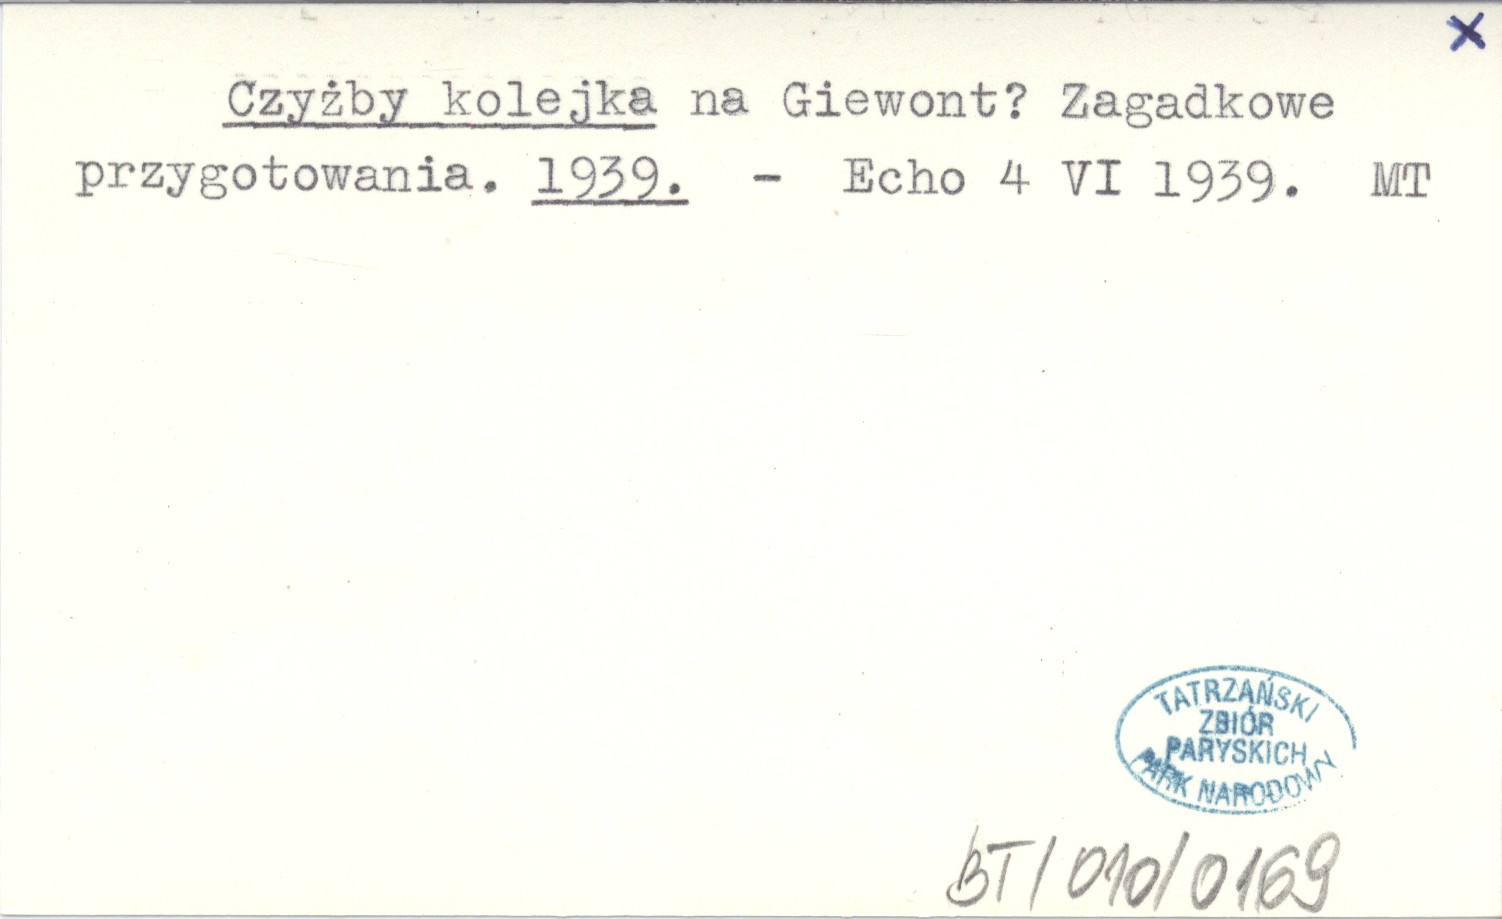 x
Czyżby kolejka na Giewont? Zagadkowe
przygotowania. 1939. - Echo 4 VI 1939. MT
TATRZAŃSKI
ZBIÓR
PARYSKICH
PARK NARODOWY
BT/010/0169